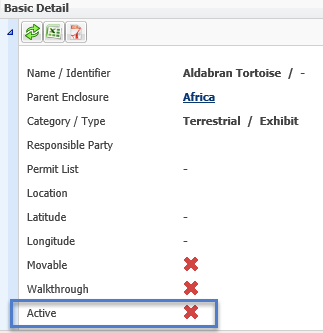 Basic Detail
Name / Identifier Aldabran Tortoise / -
Parent Enclosure Africa
Category / Type Terrestrial / Exhibit
Responsible Party
Permit List -
Location
Latitude -
Longitude -
Movable
Walkthrough
Active